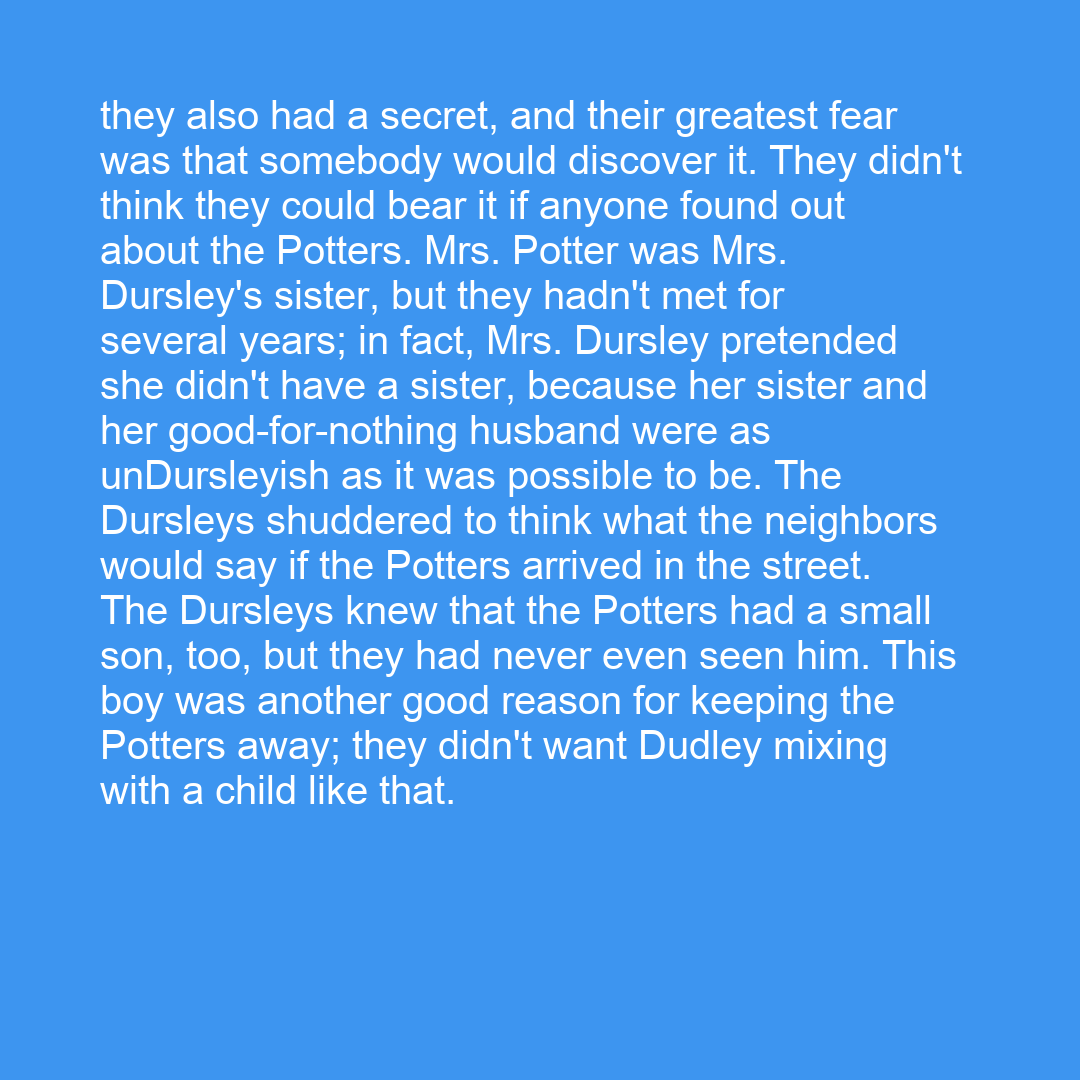 they also had a secret, and their greatest fear
was that somebody would discover it. They didn't
think they could bear it if anyone found out
about the Potters. Mrs. Potter was Mrs.
Dursley's sister, but they hadn't met for
several years; in fact, Mrs. Dursley pretended
she didn't have a sister, because her sister and
her good-for-nothing husband were as
unDursleyish as it was possible to be. The
Dursleys shuddered to think what the neighbors
would say if the Potters arrived in the street.
The Dursleys knew that the Potters had a small
son, too, but they had never even seen him. This
boy was another good reason for keeping the
Potters away; they didn't want Dudley mixing
with a child like that.